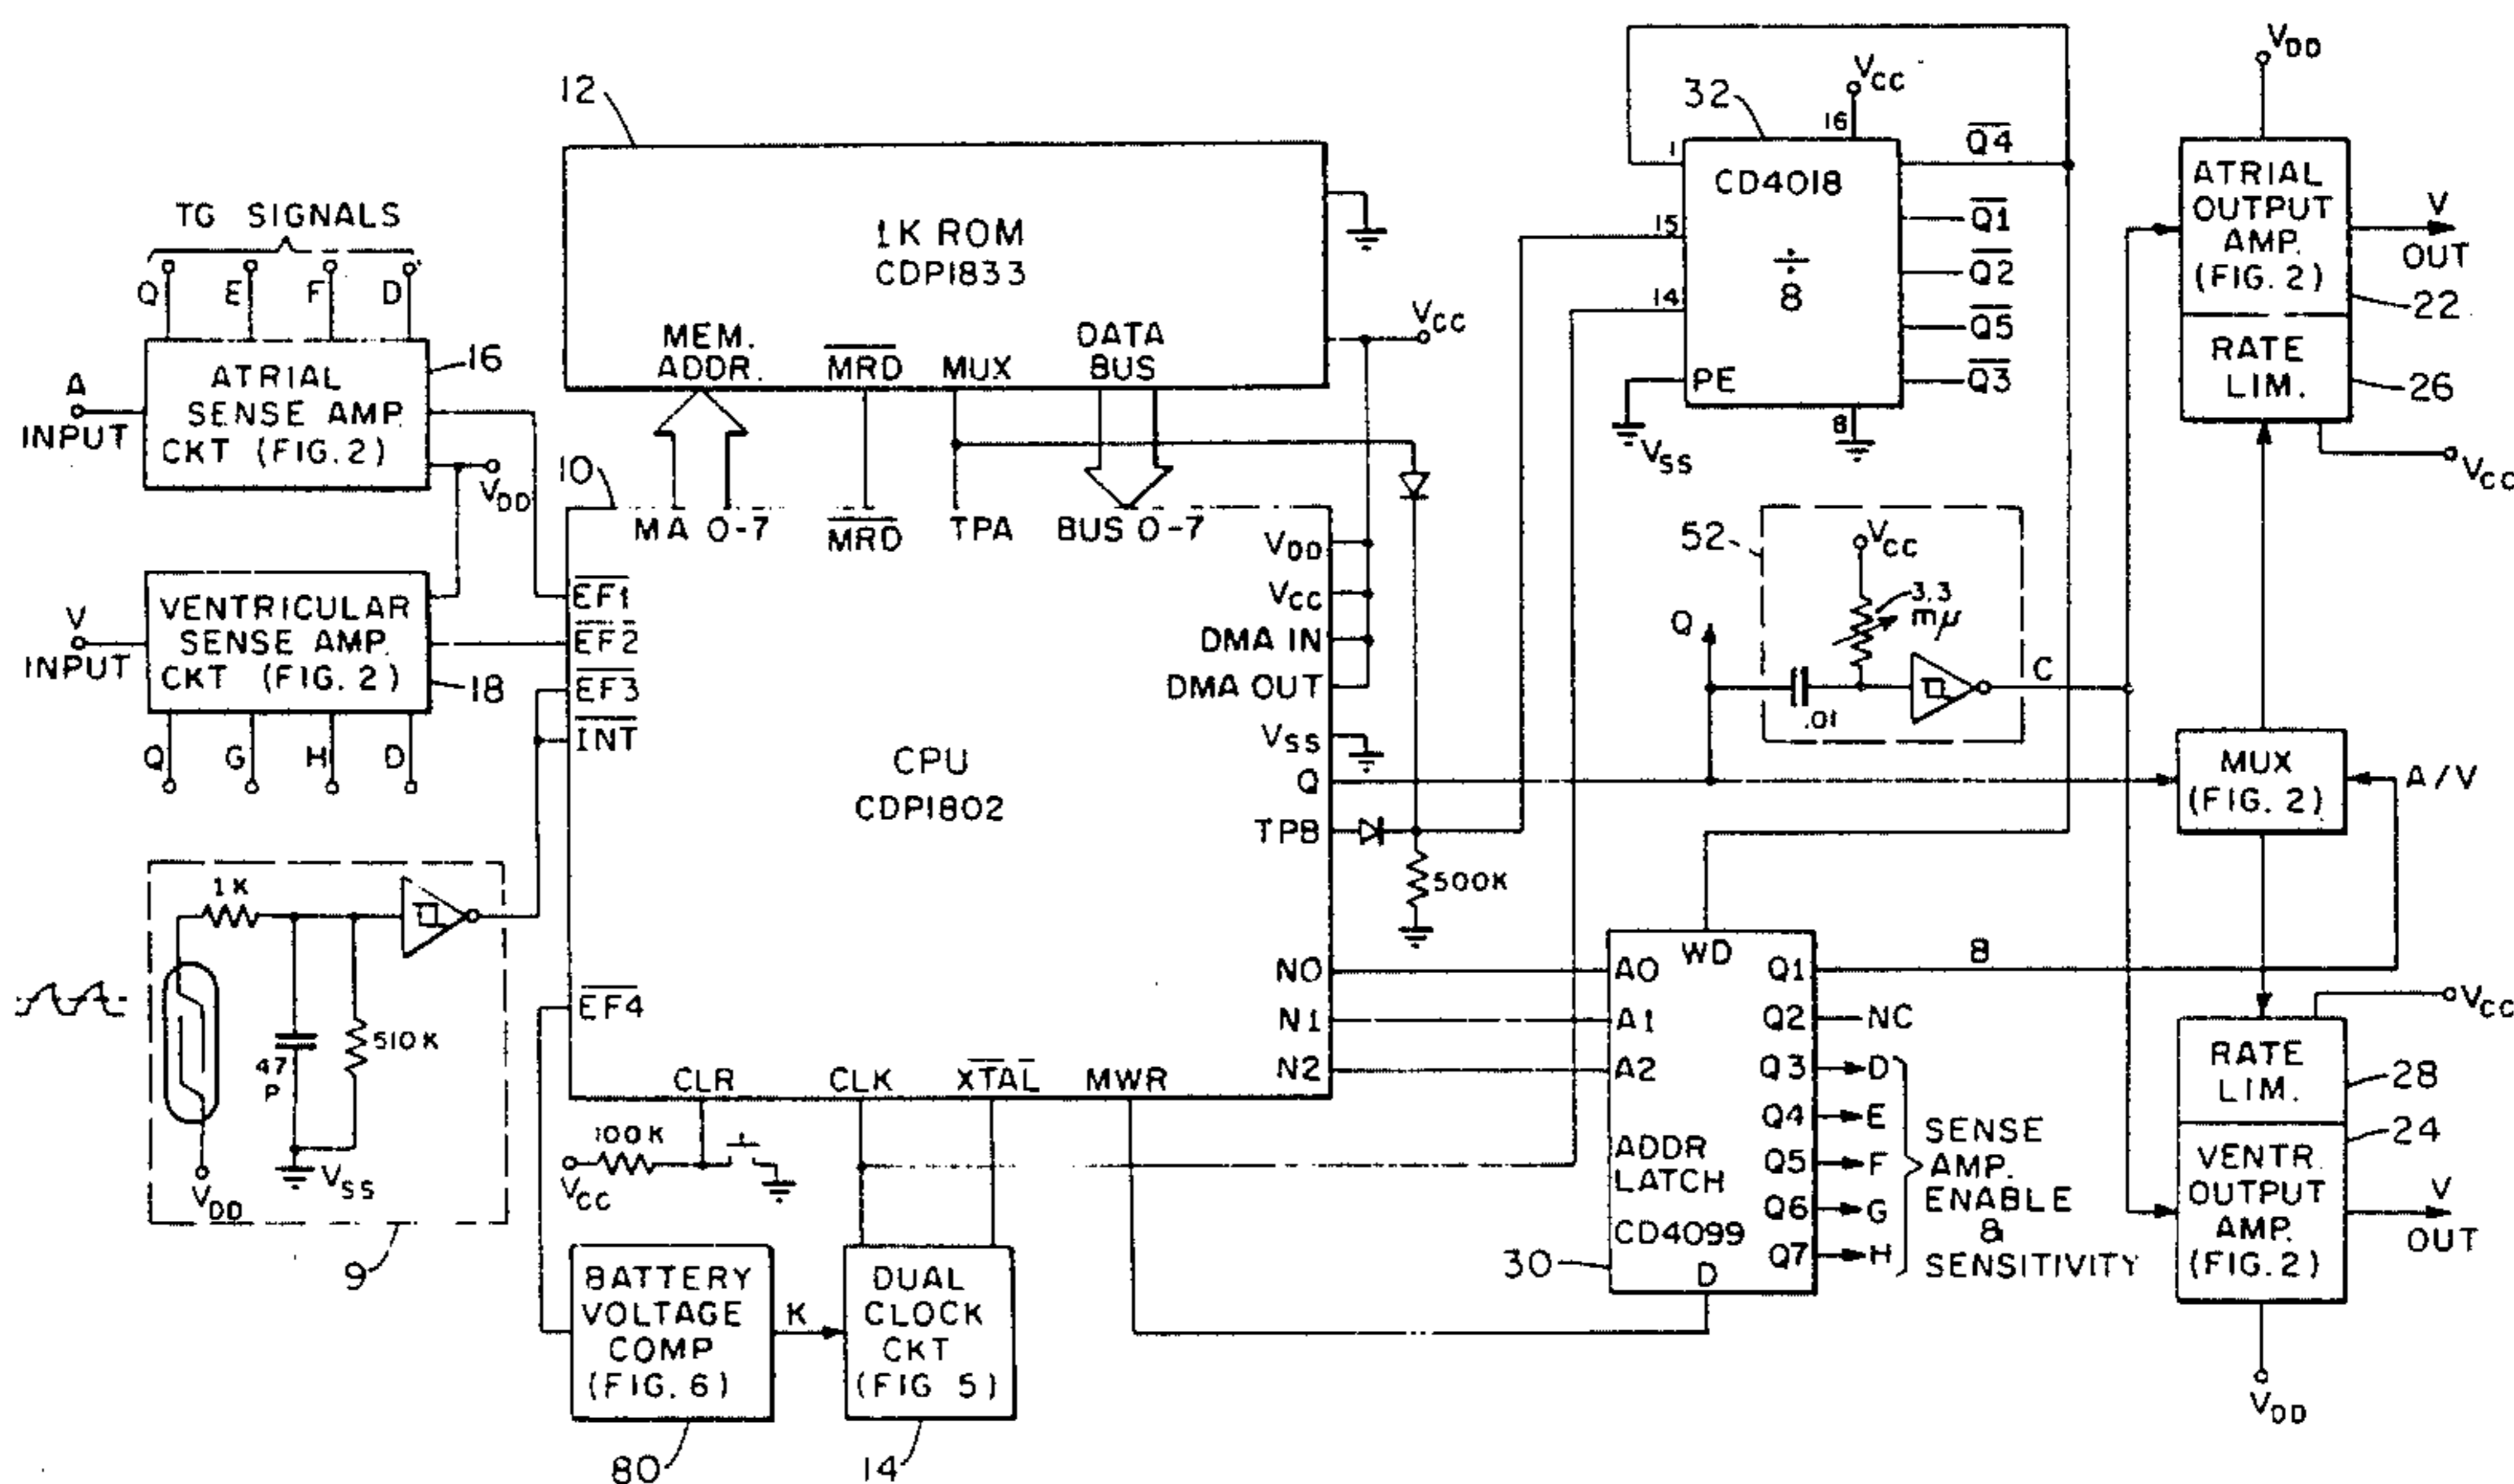 12
1K ROM
CDP1833
MEM.
ADDR.
MRD
MUX
DATA
BUS
VCC
TG SIGNALS
Q
E
F
D
16
A
INPUT
ATRIAL
SENSE AMP.
CKT (FIG. 2)
VDD
V
INPUT
VENTRICULAR
SENSE AMP.
CKT (FIG. 2)
18
Q
G
H
D
10
MA 0-7
MRD
TPA
BUS 0-7
EF1
EF2
EF3
INT
EF4
CPU
CDP1802
VDD
VCC
DMA IN
DMA OUT
VSS
Q
TPB
N0
N1
N2
CLR
CLK
XTAL
MWR
500K
1K
47
P
510K
VDD
VSS
9
100K
VCC
BATTERY
VOLTAGE
COMP
(FIG. 6)
80
K
DUAL
CLOCK
CKT
(FIG 5)
14
32
VCC
16
1
15
14
CD4018
÷
8
PE
VSS
8
Q4
Q1
Q2
Q5
Q3
52
VCC
3.3
mμ
Q
.01
C
WD
A0
A1
A2
ADDR
LATCH
CD4099
D
30
Q1
Q2
Q3
Q4
Q5
Q6
Q7
B
NC
D
E
F
G
H
SENSE
AMP.
ENABLE
&
SENSITIVITY
VDD
ATRIAL
OUTPUT
AMP.
(FIG. 2)
V
OUT
22
RATE
LIM.
26
VCC
MUX
(FIG. 2)
A/V
VCC
RATE
LIM.
28
24
VENTR.
OUTPUT
AMP.
(FIG. 2)
V
OUT
VDD